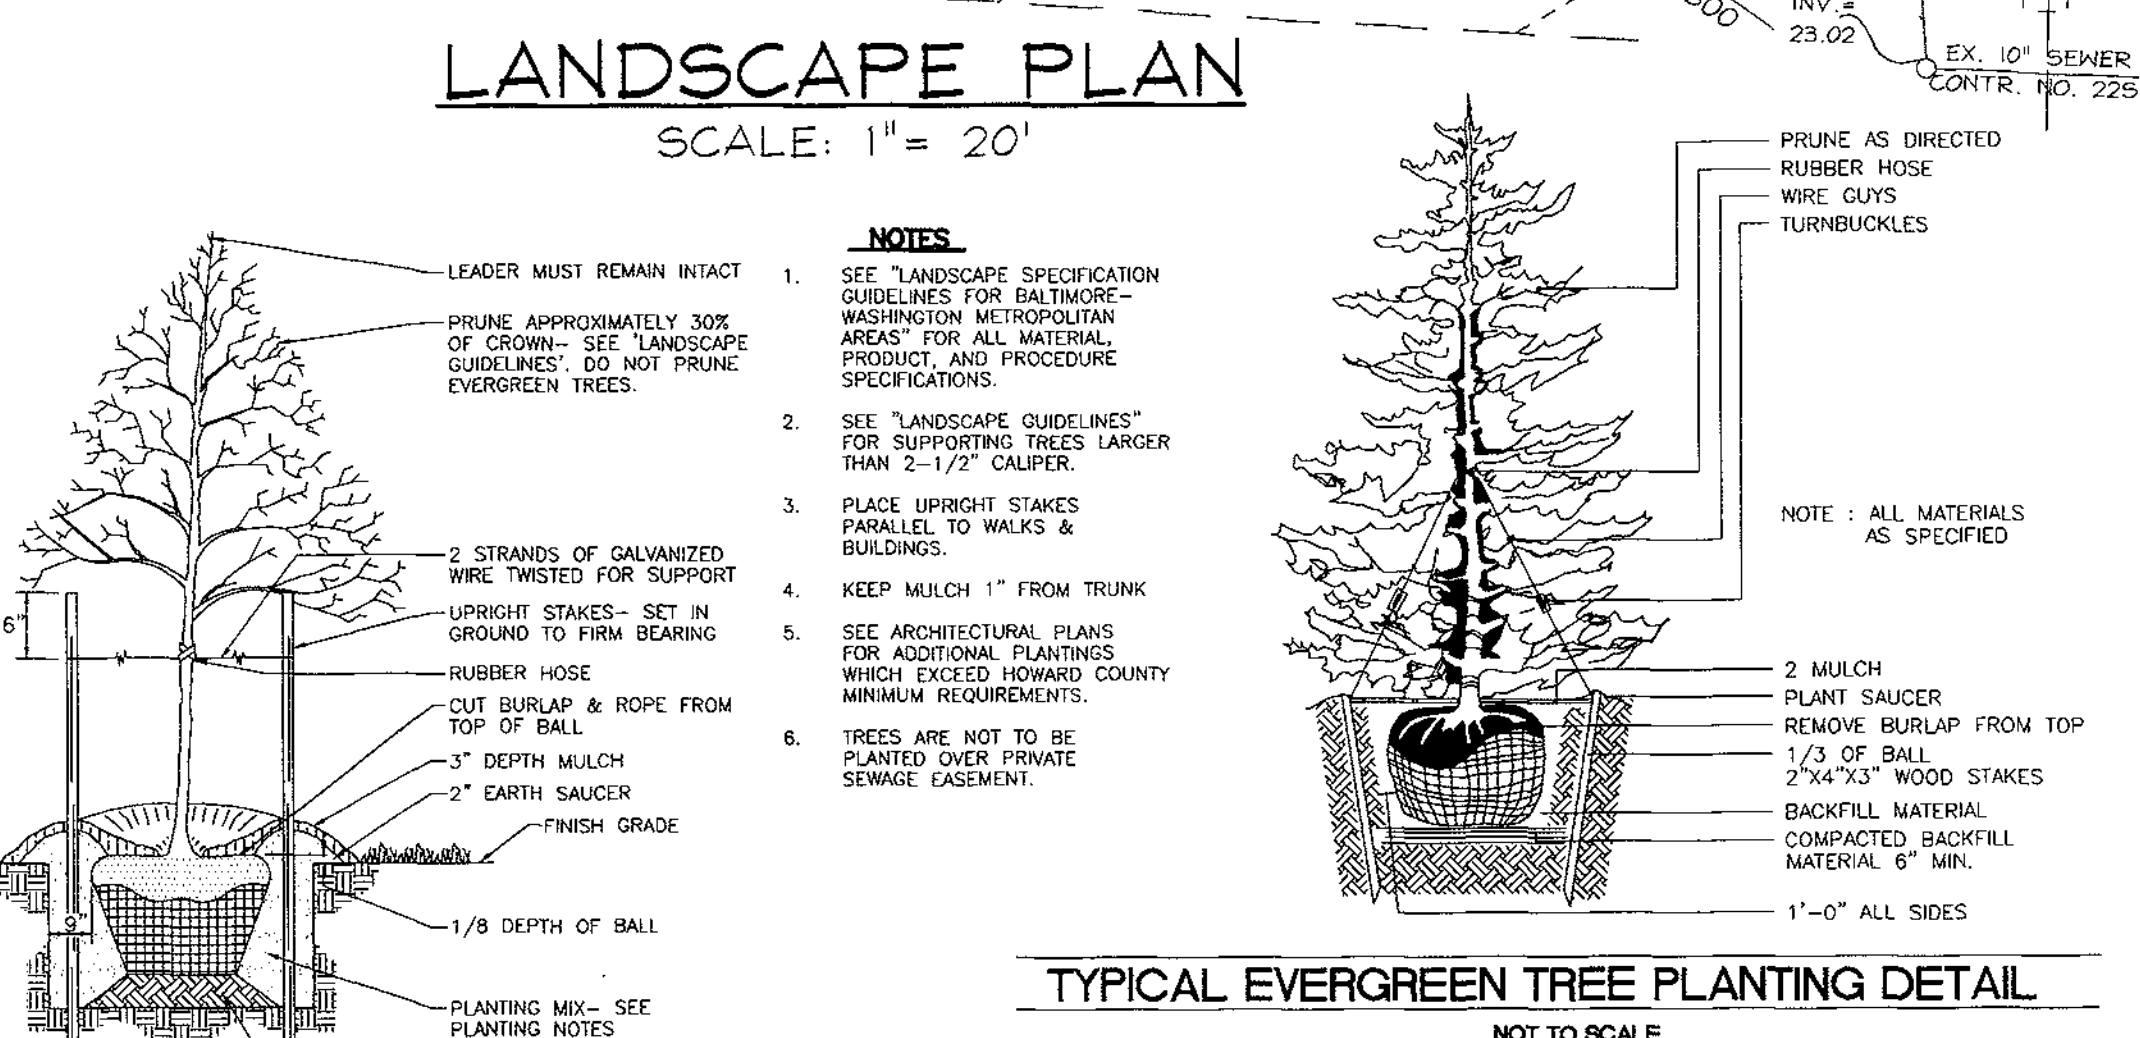 LANDSCAPE PLAN
SCALE: 1"= 20'
INV.=
23.02
EX. 10" SEWER
CONTR. NO. 22S
LEADER MUST REMAIN INTACT
PRUNE APPROXIMATELY 30%
OF CROWN- SEE 'LANDSCAPE
GUIDELINES'. DO NOT PRUNE
EVERGREEN TREES.
2 STRANDS OF GALVANIZED
WIRE TWISTED FOR SUPPORT
UPRIGHT STAKES- SET IN
GROUND TO FIRM BEARING
RUBBER HOSE
CUT BURLAP & ROPE FROM
TOP OF BALL
3" DEPTH MULCH
2" EARTH SAUCER
FINISH GRADE
1/8 DEPTH OF BALL
PLANTING MIX- SEE
PLANTING NOTES
6"
9"
NOTES
1. SEE "LANDSCAPE SPECIFICATION
GUIDELINES FOR BALTIMORE-
WASHINGTON METROPOLITAN
AREAS" FOR ALL MATERIAL,
PRODUCT, AND PROCEDURE
SPECIFICATIONS.
2. SEE "LANDSCAPE GUIDELINES"
FOR SUPPORTING TREES LARGER
THAN 2-1/2" CALIPER.
3. PLACE UPRIGHT STAKES
PARALLEL TO WALKS &
BUILDINGS.
4. KEEP MULCH 1" FROM TRUNK
5. SEE ARCHITECTURAL PLANS
FOR ADDITIONAL PLANTINGS
WHICH EXCEED HOWARD COUNTY
MINIMUM REQUIREMENTS.
6. TREES ARE NOT TO BE
PLANTED OVER PRIVATE
SEWAGE EASEMENT.
PRUNE AS DIRECTED
RUBBER HOSE
WIRE GUYS
TURNBUCKLES
NOTE : ALL MATERIALS
AS SPECIFIED
2 MULCH
PLANT SAUCER
REMOVE BURLAP FROM TOP
1/3 OF BALL
2"X4"X3" WOOD STAKES
BACKFILL MATERIAL
COMPACTED BACKFILL
MATERIAL 6" MIN.
1'-0" ALL SIDES
TYPICAL EVERGREEN TREE PLANTING DETAIL
NOT TO SCALE